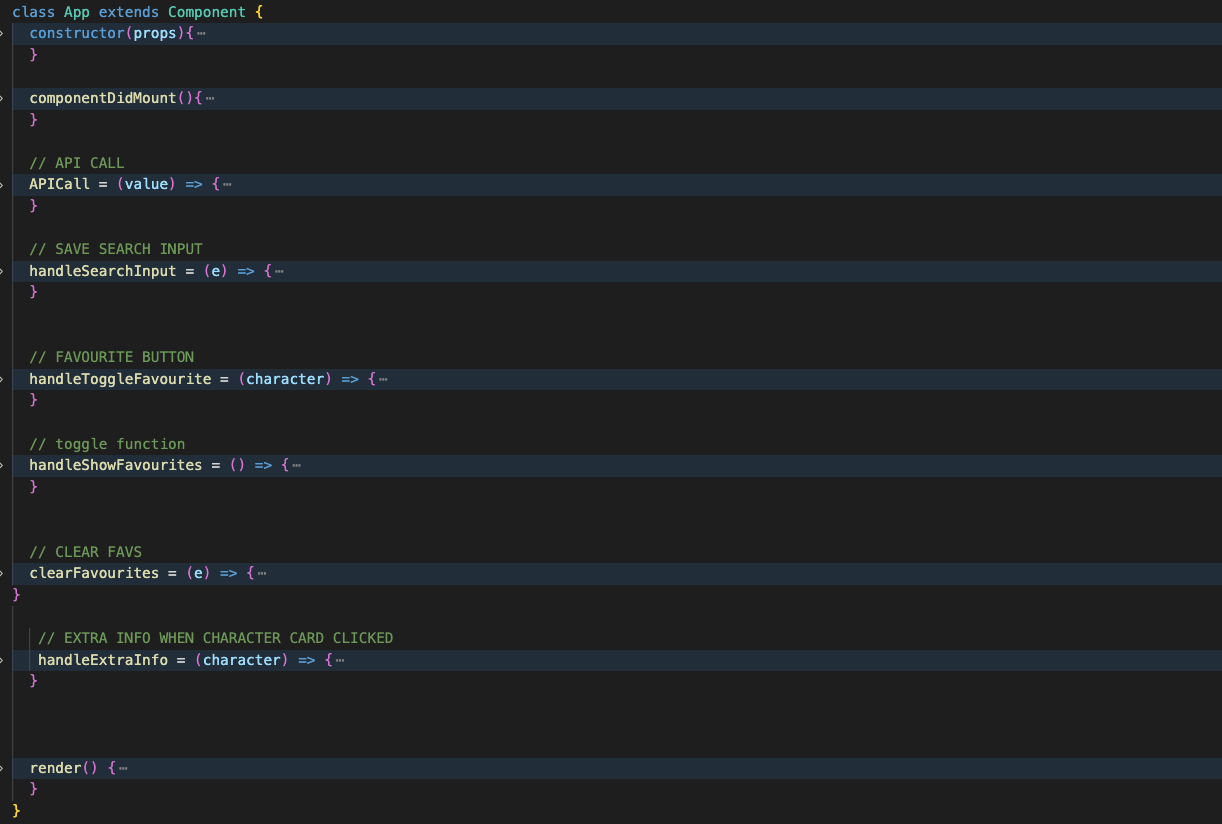 class App extends Component {
constructor(props){⋯
}
componentDidMount(){⋯
}
// API CALL
APICall = (value) => {⋯
}
// SAVE SEARCH INPUT
handleSearchInput = (e) => {⋯
}
// FAVOURITE BUTTON
handleToggleFavourite = (character) => {⋯
}
// toggle function
handleShowFavourites = () => {⋯
}
// CLEAR FAVS
clearFavourites = (e) => {⋯
}
// EXTRA INFO WHEN CHARACTER CARD CLICKED
handleExtraInfo = (character) => {⋯
}
render() {⋯
}
}